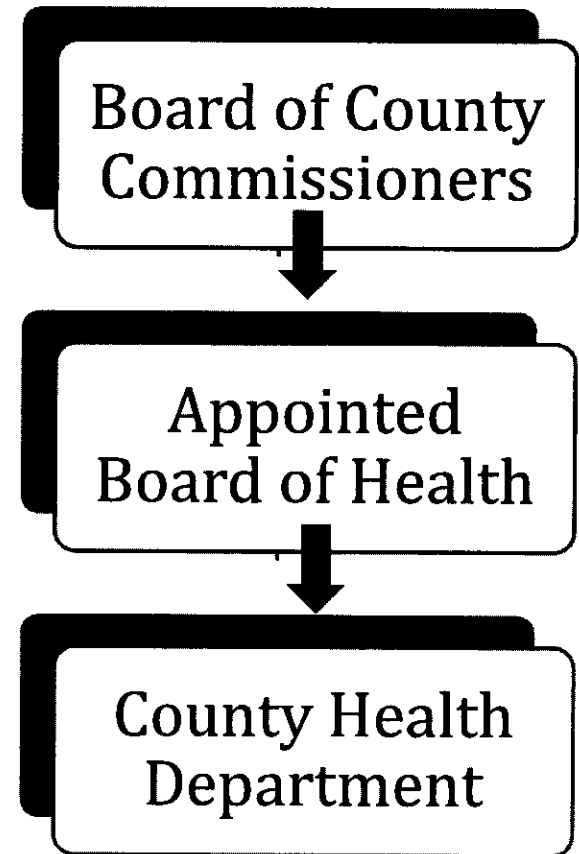 Board of County
Commissioners
Appointed
Board of Health
County Health
Department